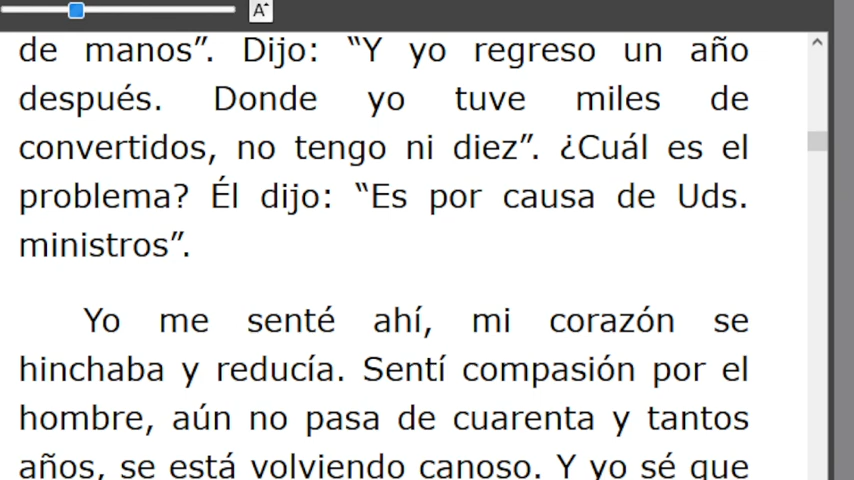 A
de manos”. Dijo: “Y yo regreso un año
después. Donde yo tuve miles de
convertidos, no tengo ni diez”. ¿Cuál es el
problema? Él dijo: “Es por causa de Uds.
ministros”.
Yo me senté ahí, mi corazón se
hinchaba y reducía. Sentí compasión por el
hombre, aún no pasa de cuarenta y tantos
años, se está volviendo canoso. Y yo sé que